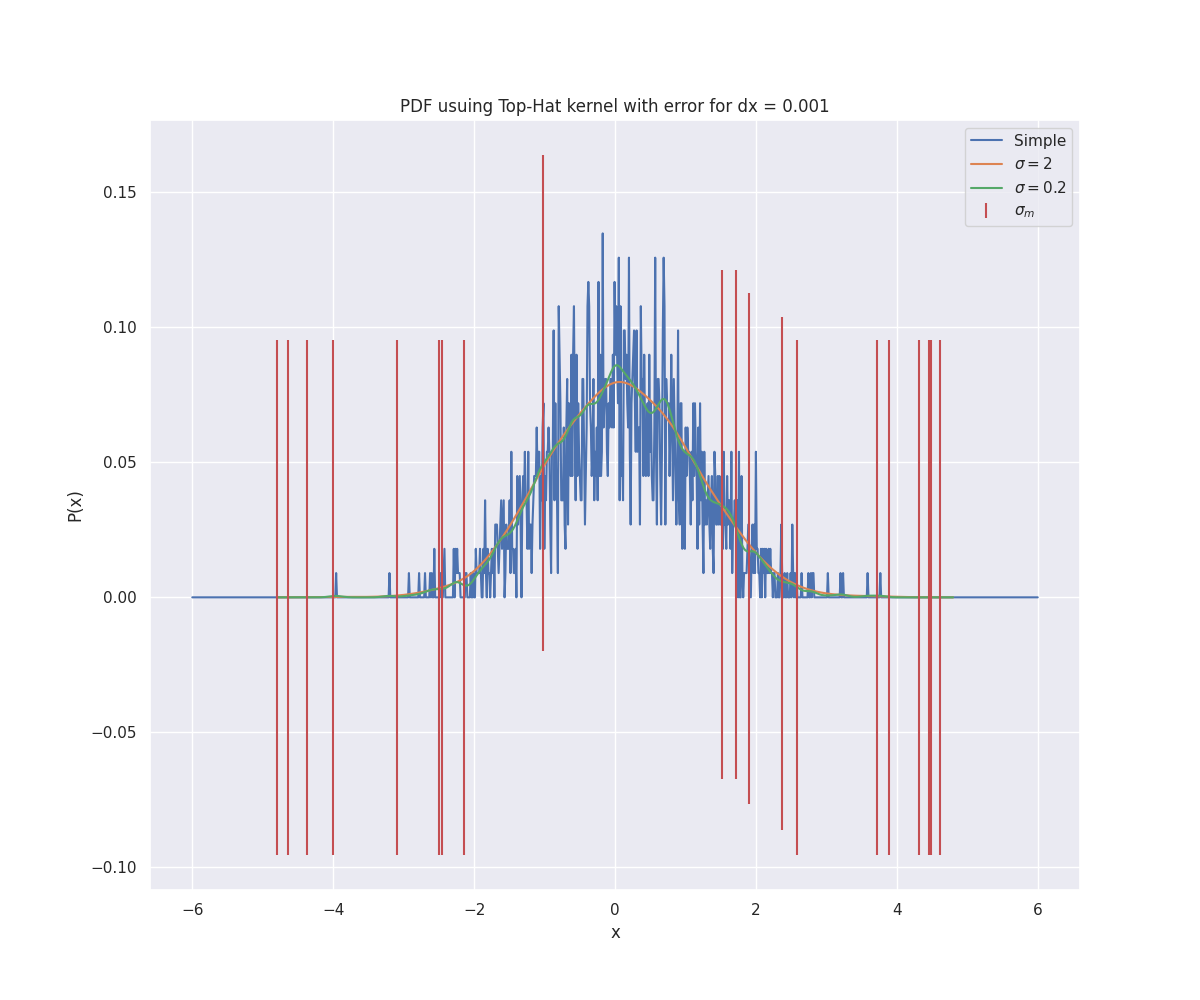 PDF usuing Top-Hat kernel with error for dx = 0.001
Simple
σ = 2
σ = 0.2
σm
0.15
0.10
0.05
0.00
−0.05
−0.10
P(x)
−6
−4
−2
0
2
4
6
x